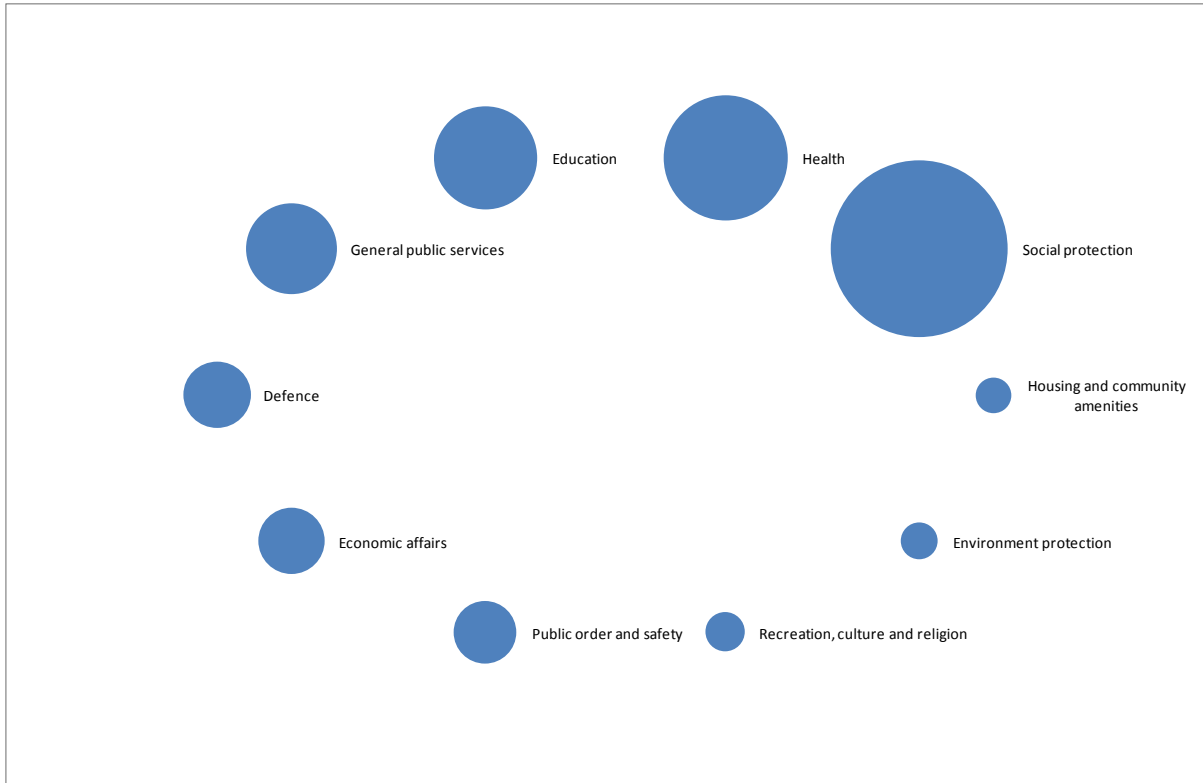 Education
Health
General public services
Social protection
Defence
Housing and community
amenities
Economic affairs
Environment protection
Public order and safety
Recreation, culture and religion